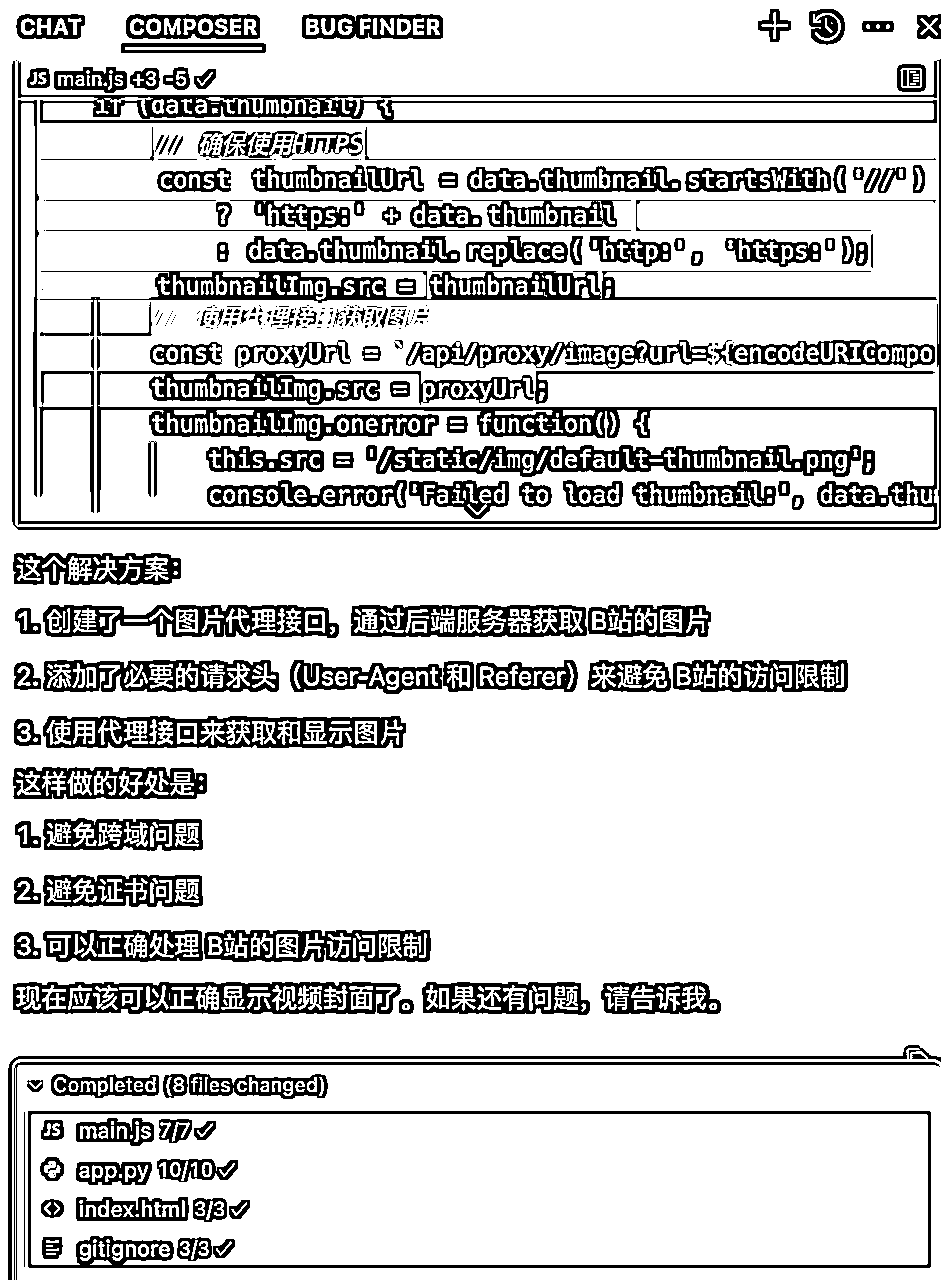 CHAT COMPOSER BUG FINDER
JS main.js +3 -5
if (data.thumbnail) {
// 确保使用HTTPS
const thumbnailUrl = data.thumbnail.startsWith('//')
? 'https:' + data.thumbnail
: data.thumbnail.replace('http:', 'https:');
thumbnailImg.src = thumbnailUrl;
// 使用代理接口获取图片
const proxyUrl = `/api/proxy/image?url=${encodeURICompo
thumbnailImg.src = proxyUrl;
thumbnailImg.onerror = function() {
this.src = '/static/img/default-thumbnail.png';
console.error('Failed to load thumbnail:', data.thu
这个解决方案:
1. 创建了一个图片代理接口，通过后端服务器获取 B站的图片
2. 添加了必要的请求头（User-Agent 和 Referer）来避免 B站的访问限制
3. 使用代理接口来获取和显示图片
这样做的好处是:
1. 避免跨域问题
2. 避免证书问题
3. 可以正确处理 B站的图片访问限制
现在应该可以正确显示视频封面了。如果还有问题，请告诉我。
Completed (8 files changed)
JS main.js 7/7
app.py 10/10
index.html 3/3
gitignore 3/3